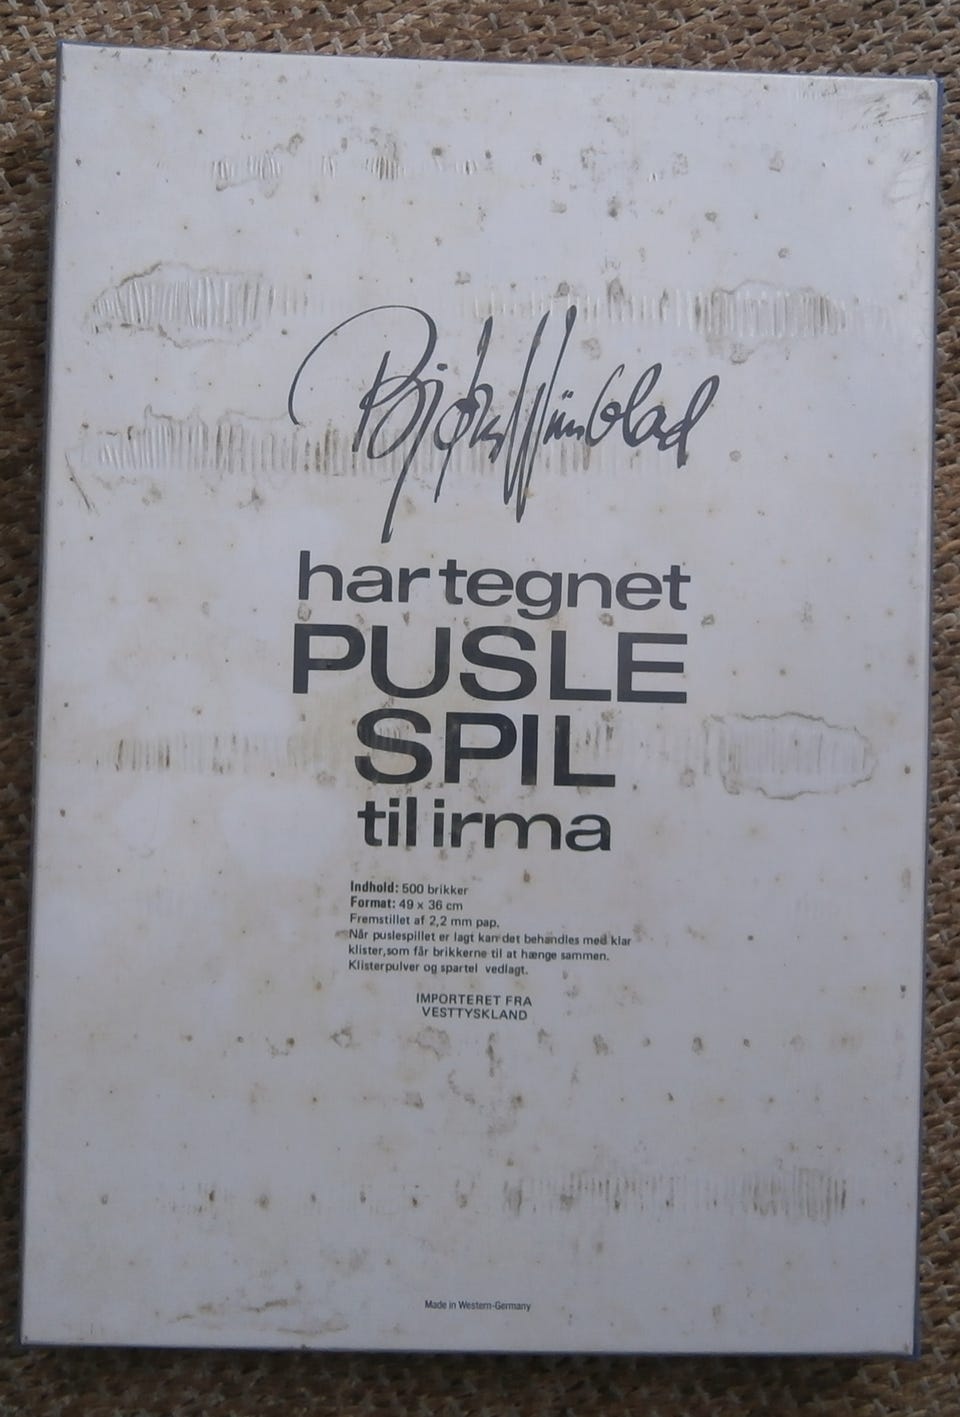 Bjørn Wiinblad
har tegnet
PUSLE
SPIL
til irma
Indhold: 500 brikker
Format: 49 x 36 cm
Fremstillet af 2,2 mm pap.
Når puslespillet er lagt kan det behandles med klar
klister,som får brikkerne til at hænge sammen.
Klisterpulver og spartel vedlagt.
IMPORTERET FRA
VESTTYSKLAND
Made in Western-Germany